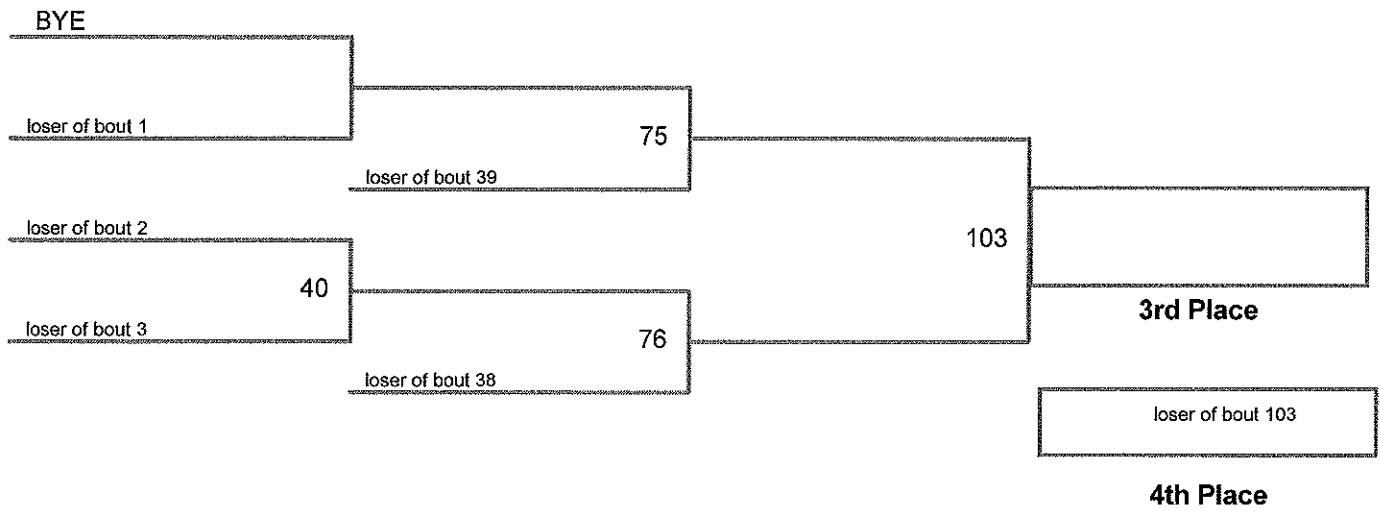 BYE
loser of bout 1
75
loser of bout 39
loser of bout 2
103
40
3rd Place
loser of bout 3
76
loser of bout 38
loser of bout 103
4th Place